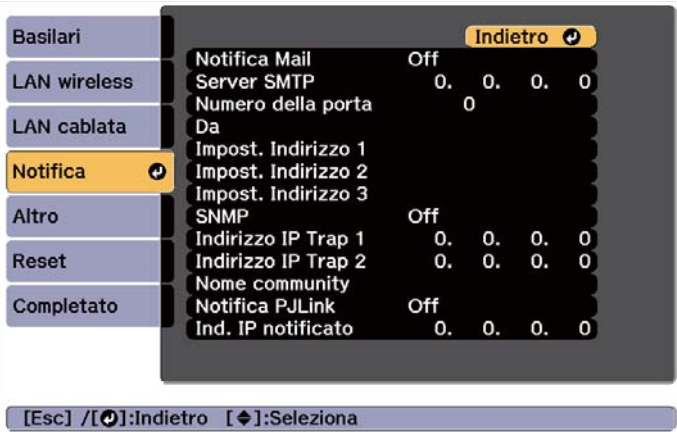 Basilari
LAN wireless
LAN cablata
Notifica
Altro
Reset
Completato
Indietro
Notifica Mail Off
Server SMTP 0. 0. 0. 0
Numero della porta 0
Da
Impost. Indirizzo 1
Impost. Indirizzo 2
Impost. Indirizzo 3
SNMP Off
Indirizzo IP Trap 1 0. 0. 0. 0
Indirizzo IP Trap 2 0. 0. 0. 0
Nome community
Notifica PJLink Off
Ind. IP notificato 0. 0. 0. 0
[Esc] /[⏎]:Indietro [⬥]:Seleziona